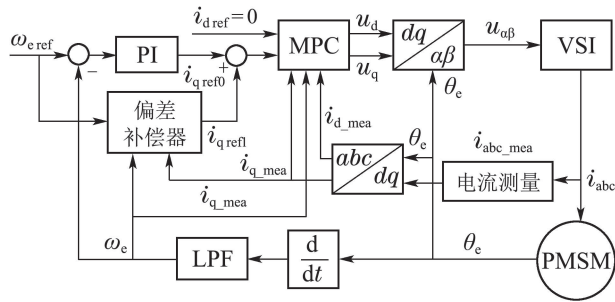 i_d ref = 0
ω_e ref
−
PI
i_q ref0
+
MPC
u_d
u_q
dq
αβ
u_αβ
VSI
θ_e
偏差
补偿器
i_q ref1
i_d_mea
i_q_mea
i_q_mea
abc
dq
θ_e
i_abc_mea
电流测量
i_abc
ω_e
LPF
d
dt
θ_e
PMSM